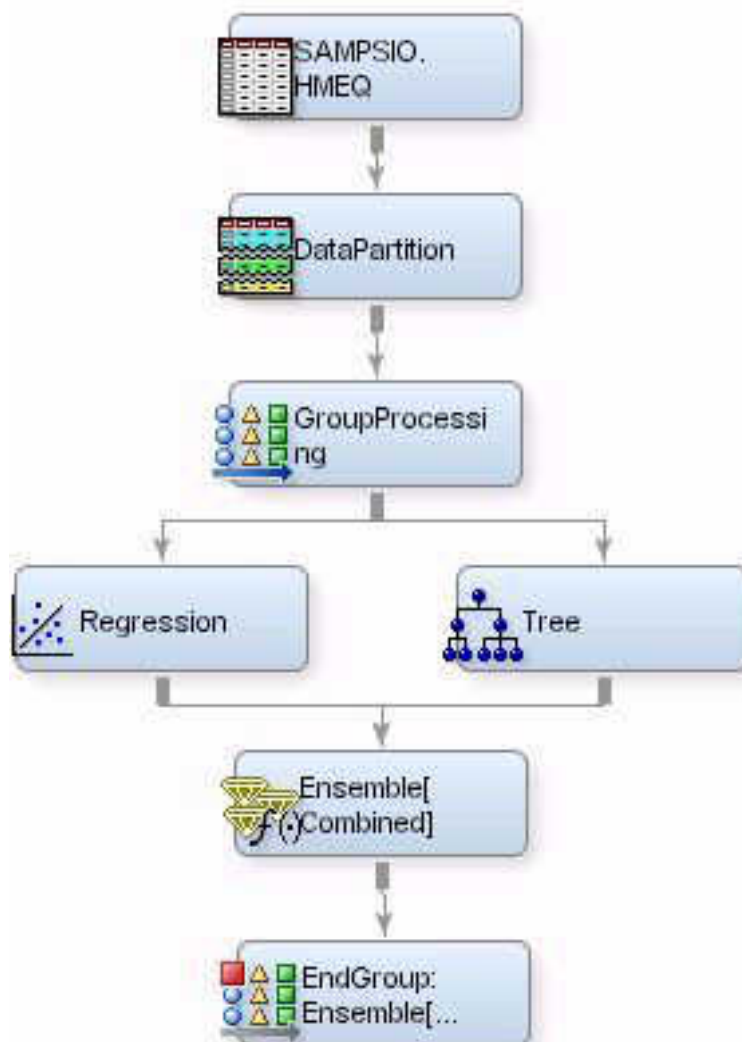 SAMPSIO.
HMEQ
DataPartition
GroupProcessi
ng
Regression
Tree
Ensemble[
f(·)Combined]
EndGroup:
Ensemble[...